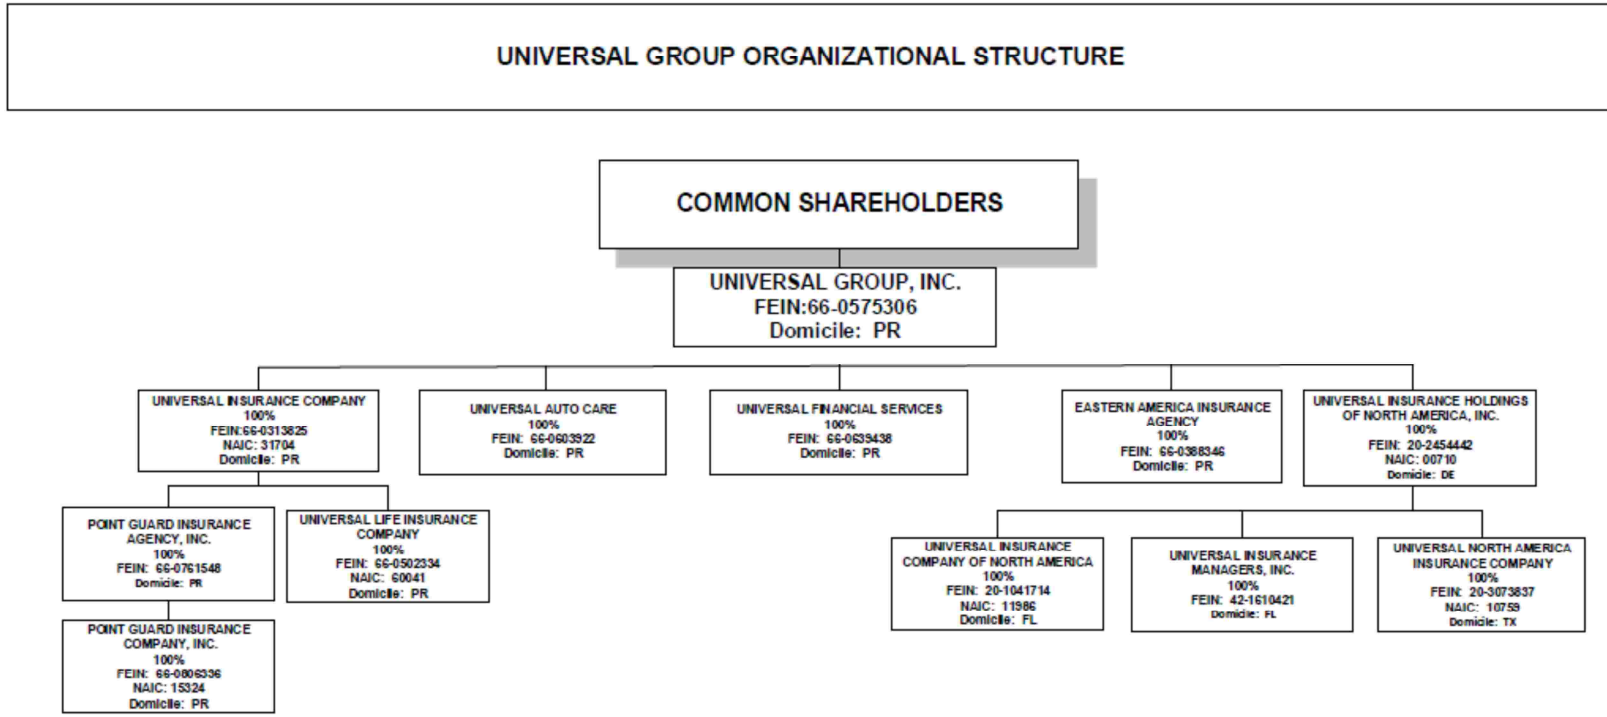 UNIVERSAL GROUP ORGANIZATIONAL STRUCTURE
COMMON SHAREHOLDERS
UNIVERSAL GROUP, INC.
FEIN:66-0575306
Domicile: PR
UNIVERSAL INSURANCE COMPANY
100%
FEIN:66-0313825
NAIC: 31704
Domicile: PR
UNIVERSAL AUTO CARE
100%
FEIN: 66-0603922
Domicile: PR
UNIVERSAL FINANCIAL SERVICES
100%
FEIN: 66-0639438
Domicile: PR
EASTERN AMERICA INSURANCE
AGENCY
100%
FEIN: 66-0388346
Domicile: PR
UNIVERSAL INSURANCE HOLDINGS
OF NORTH AMERICA, INC.
100%
FEIN: 20-2454442
NAIC: 00710
Domicile: DE
POINT GUARD INSURANCE
AGENCY, INC.
100%
FEIN: 66-0761548
Domicile: PR
UNIVERSAL LIFE INSURANCE
COMPANY
100%
FEIN: 66-0502334
NAIC: 60041
Domicile: PR
UNIVERSAL INSURANCE
COMPANY OF NORTH AMERICA
100%
FEIN: 20-1041714
NAIC: 11986
Domicile: FL
UNIVERSAL INSURANCE
MANAGERS, INC.
100%
FEIN: 42-1610421
Domicile: FL
UNIVERSAL NORTH AMERICA
INSURANCE COMPANY
100%
FEIN: 20-3073837
NAIC: 10759
Domicile: TX
POINT GUARD INSURANCE
COMPANY, INC.
100%
FEIN: 66-0806336
NAIC: 15324
Domicile: PR